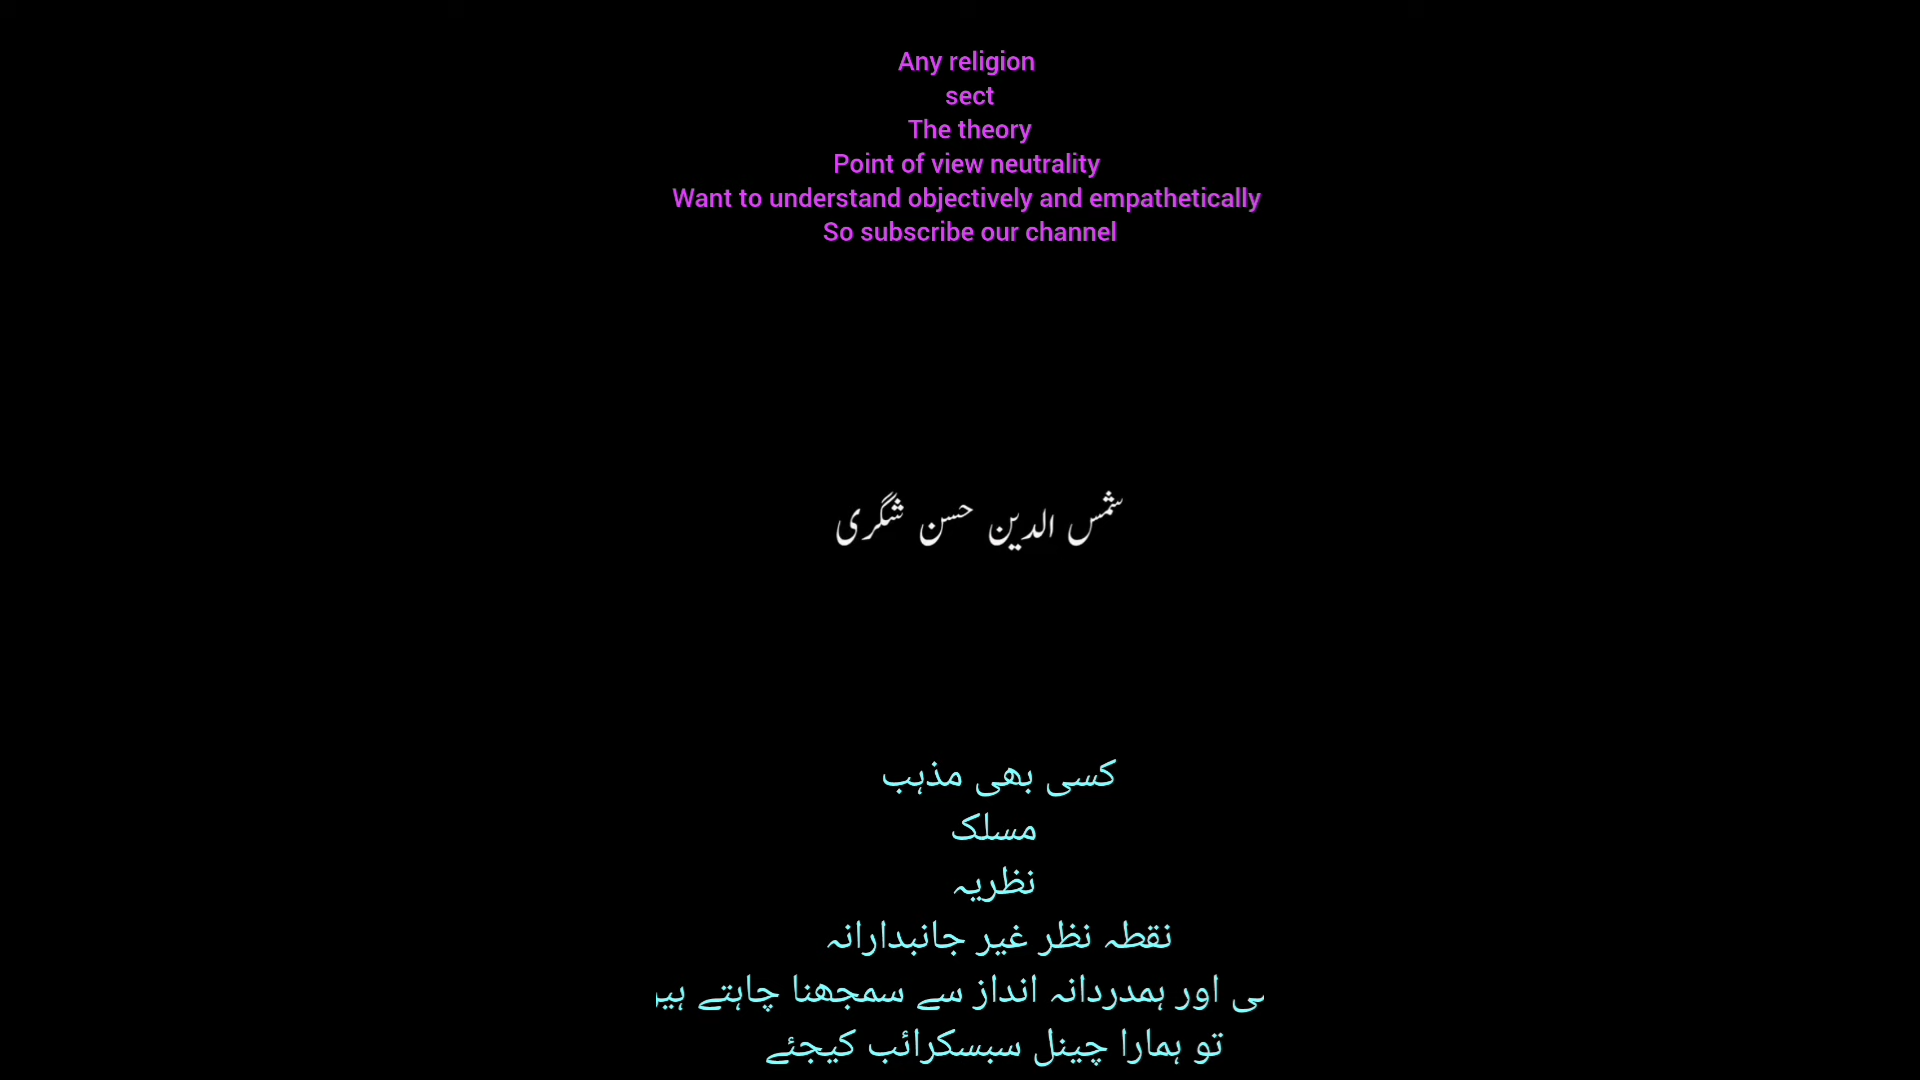 Any religion
sect
The theory
Point of view neutrality
Want to understand objectively and empathetically
So subscribe our channel
شمس الدین حسن شگری
کسی بھی مذہب
مسلک
نظریہ
نقطہ نظر غیر جانبدارانہ
اور ہمدردانہ انداز سے سمجھنا چاہتے
تو ہمارا چینل سبسکرائب کیجئے